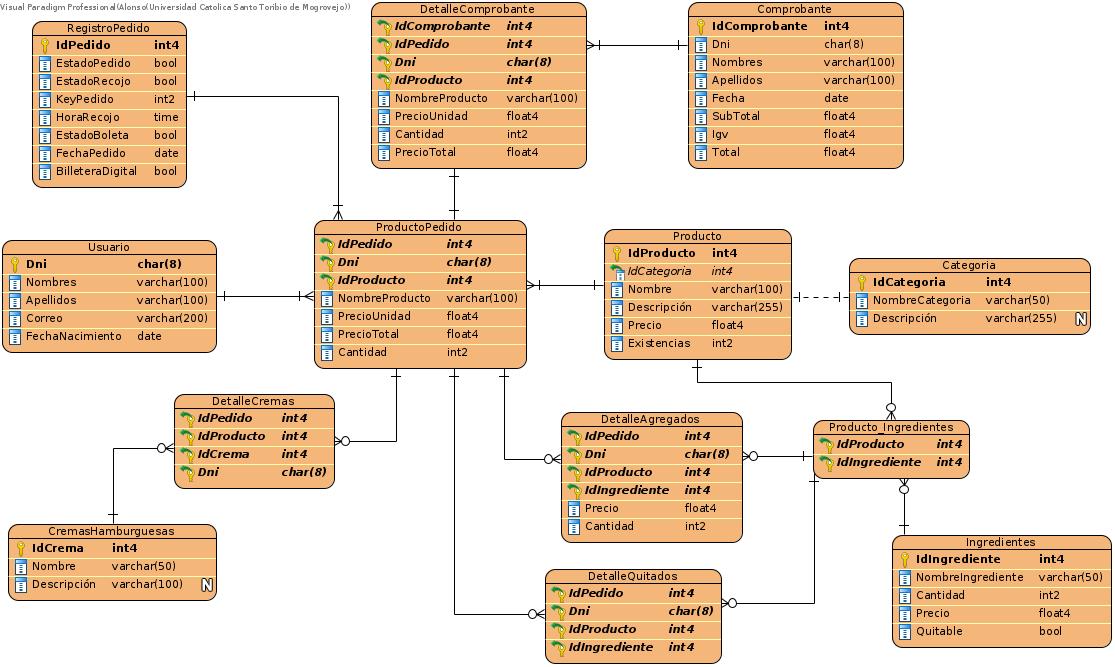 Visual Paradigm Professional(Alonso(Universidad Catolica Santo Toribio de Mogrovejo))
RegistroPedido
IdPedido int4
EstadoPedido bool
EstadoRecojo bool
KeyPedido int2
HoraRecojo time
EstadoBoleta bool
FechaPedido date
BilleteraDigital bool
DetalleComprobante
IdComprobante int4
IdPedido int4
Dni char(8)
IdProducto int4
NombreProducto varchar(100)
PrecioUnidad float4
Cantidad int2
PrecioTotal float4
Comprobante
IdComprobante int4
Dni char(8)
Nombres varchar(100)
Apellidos varchar(100)
Fecha date
SubTotal float4
Igv float4
Total float4
Usuario
Dni char(8)
Nombres varchar(100)
Apellidos varchar(100)
Correo varchar(200)
FechaNacimiento date
ProductoPedido
IdPedido int4
Dni char(8)
IdProducto int4
NombreProducto varchar(100)
PrecioUnidad float4
PrecioTotal float4
Cantidad int2
Producto
IdProducto int4
IdCategoria int4
Nombre varchar(100)
Descripción varchar(255)
Precio float4
Existencias int2
Categoria
IdCategoria int4
NombreCategoria varchar(50)
Descripción varchar(255) N
DetalleCremas
IdPedido int4
IdProducto int4
IdCrema int4
Dni char(8)
DetalleAgregados
IdPedido int4
Dni char(8)
IdProducto int4
IdIngrediente int4
Precio float4
Cantidad int2
Producto_Ingredientes
IdProducto int4
IdIngrediente int4
CremasHamburguesas
IdCrema int4
Nombre varchar(50)
Descripción varchar(100) N
DetalleQuitados
IdPedido int4
Dni char(8)
IdProducto int4
IdIngrediente int4
Ingredientes
IdIngrediente int4
NombreIngrediente varchar(50)
Cantidad int2
Precio float4
Quitable bool